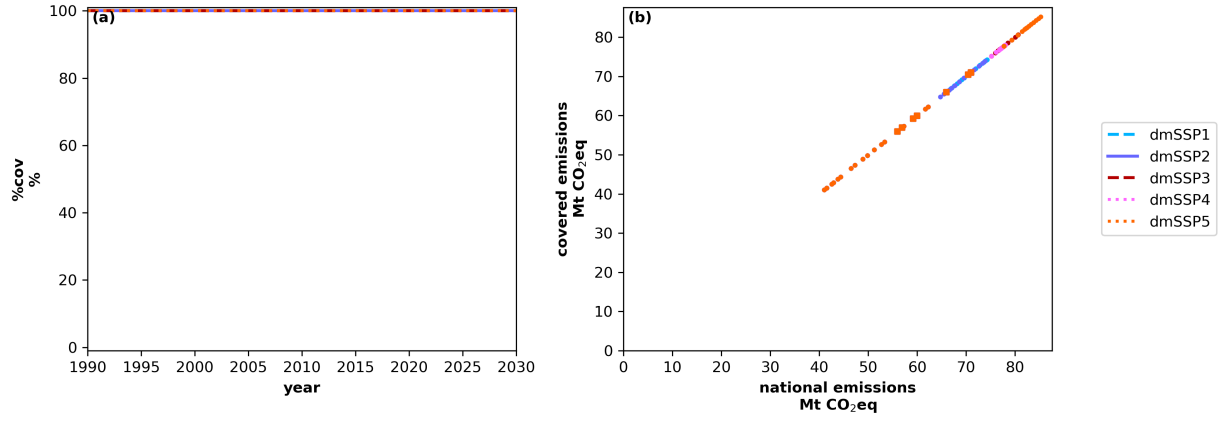 (a)
100
80
60
40
20
0
%cov
%
1990 1995 2000 2005 2010 2015 2020 2025 2030
year
(b)
80
70
60
50
40
30
20
10
0
covered emissions
Mt CO₂eq
0 10 20 30 40 50 60 70 80
national emissions
Mt CO₂eq
dmSSP1
dmSSP2
dmSSP3
dmSSP4
dmSSP5